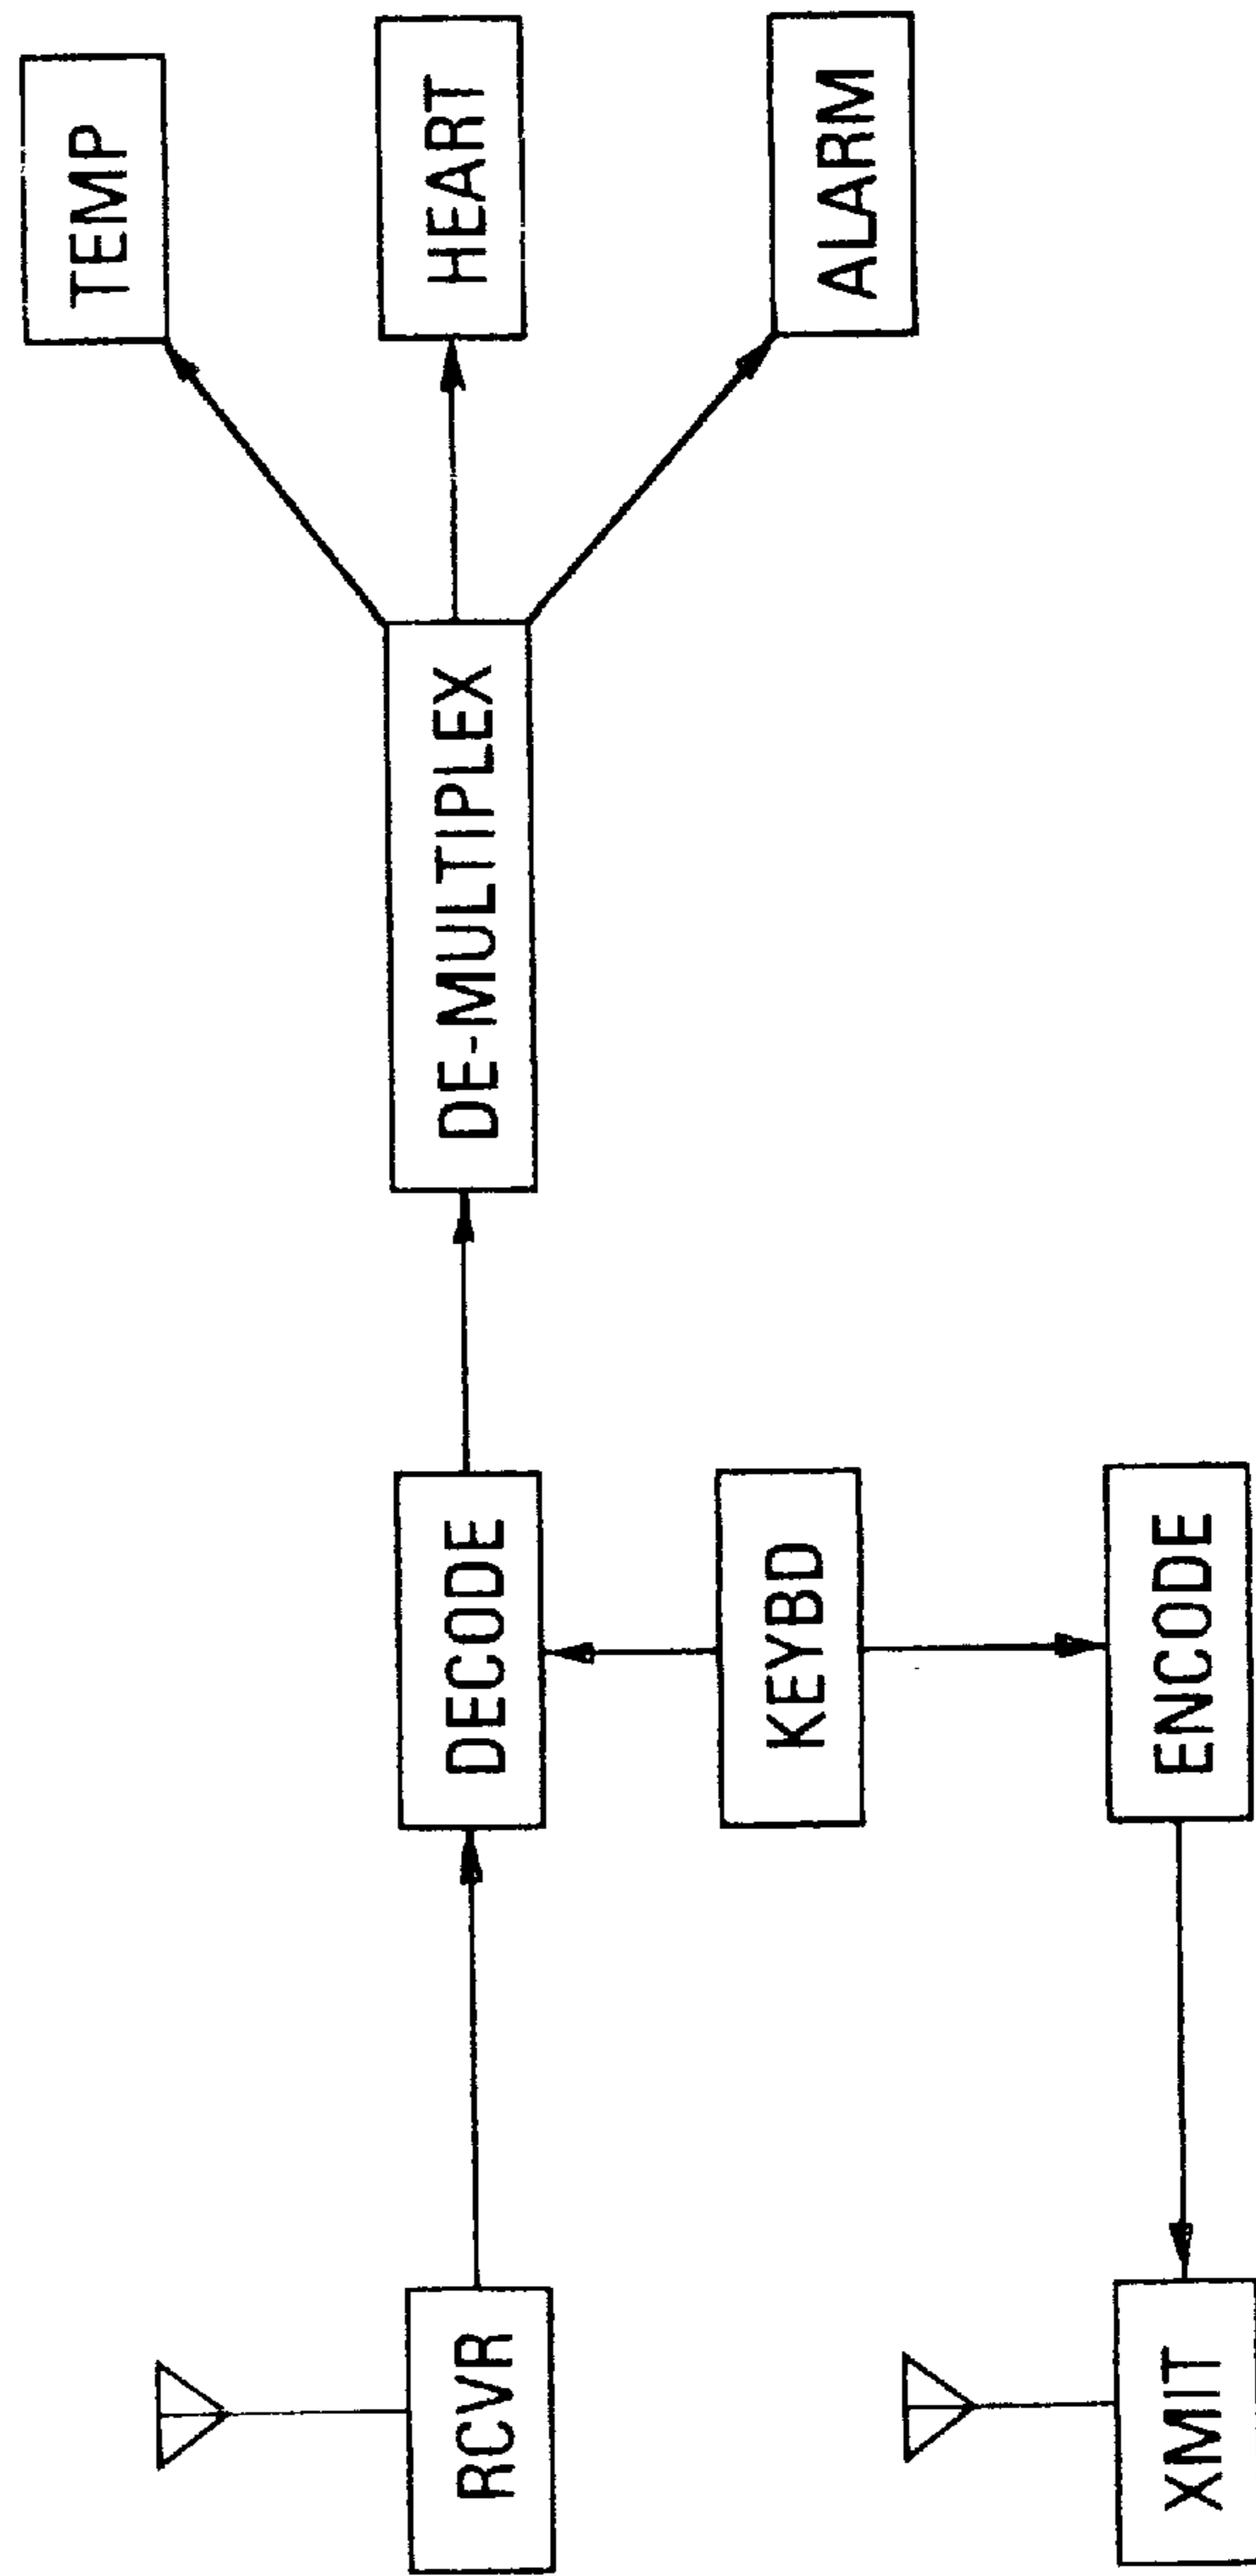 RCVR
DECODE
DE-MULTIPLEX
TEMP
HEART
ALARM
KEYBD
ENCODE
XMIT